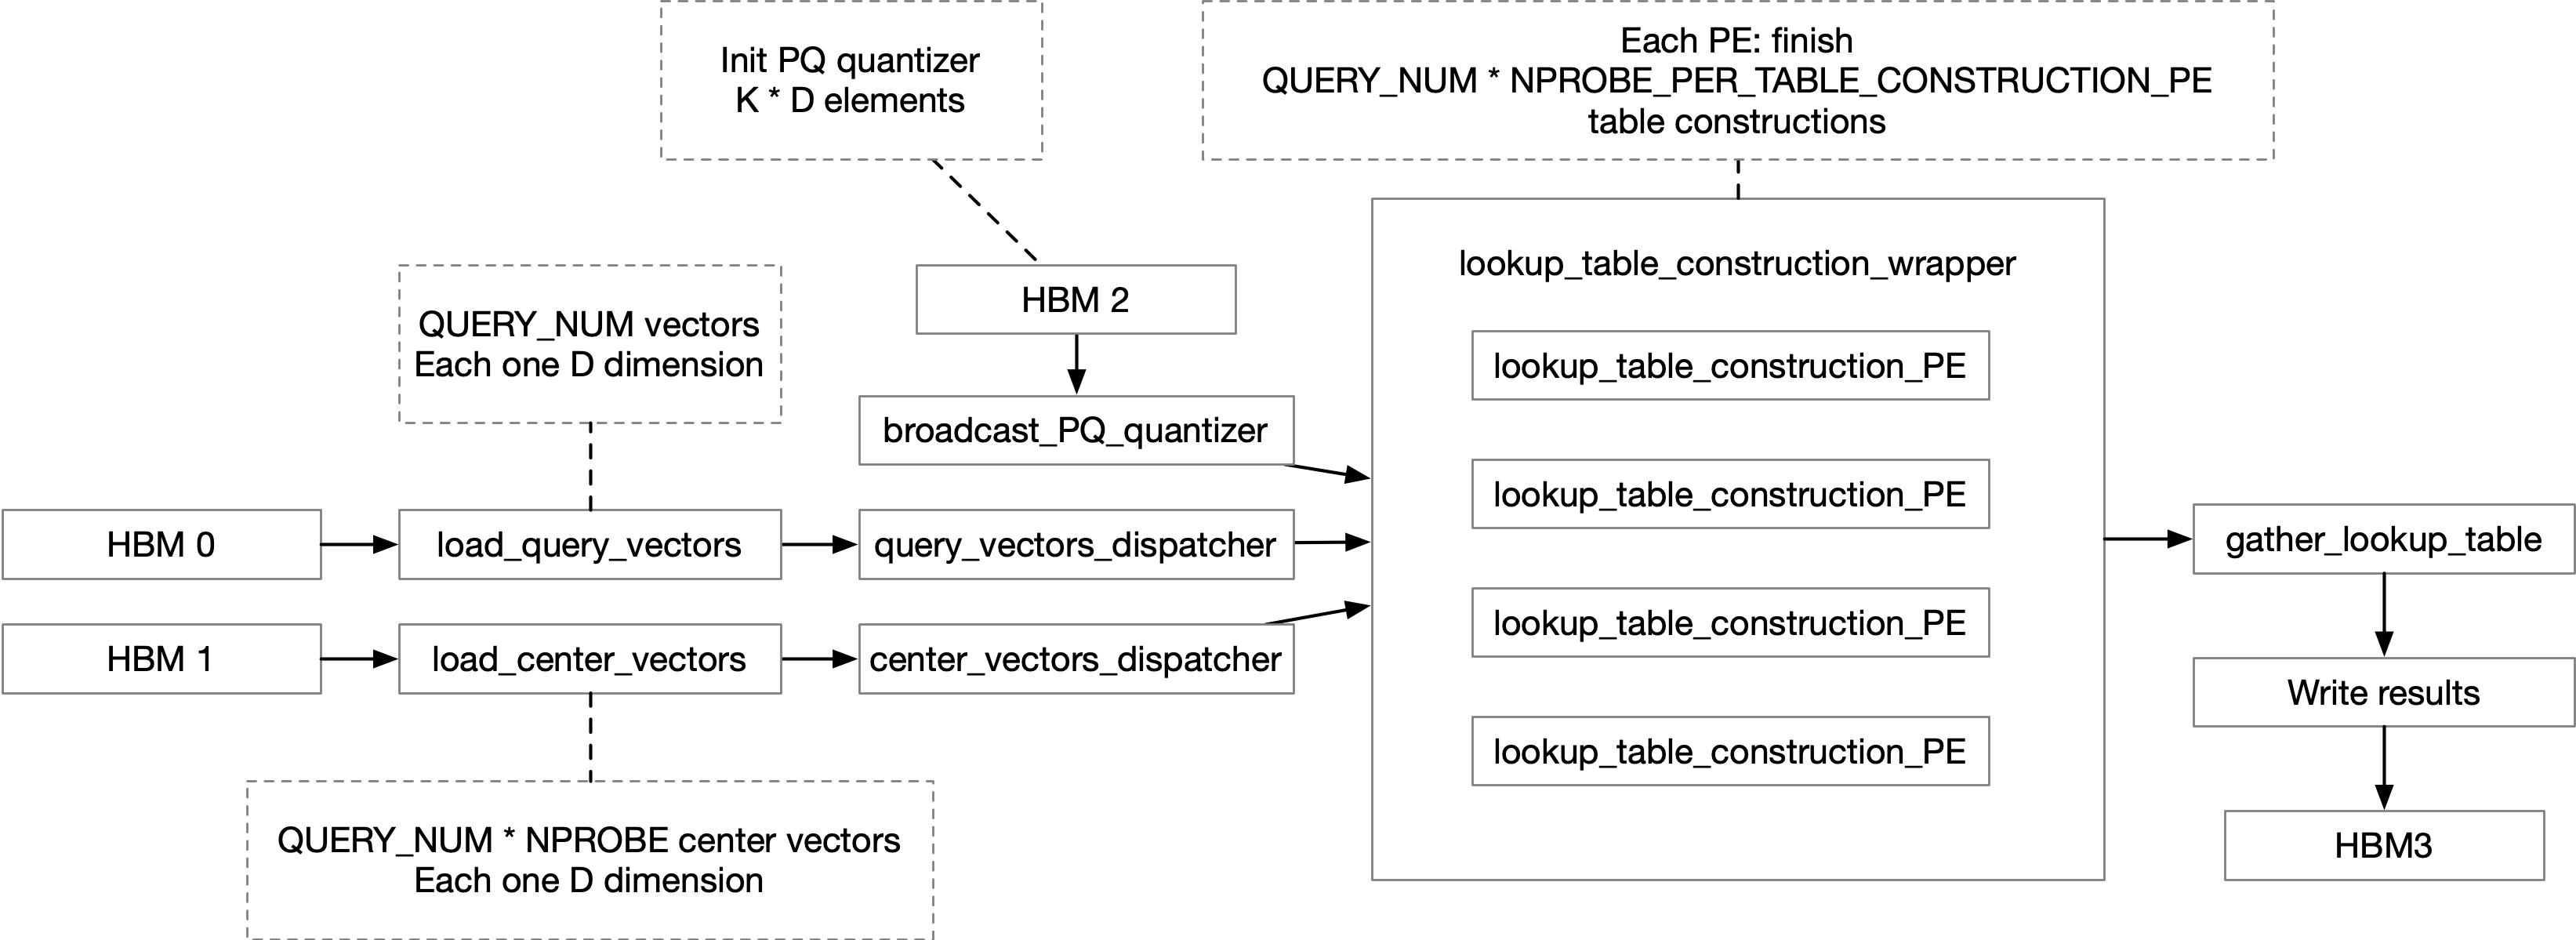 Init PQ quantizer
K * D elements
Each PE: finish
QUERY_NUM * NPROBE_PER_TABLE_CONSTRUCTION_PE
table constructions
lookup_table_construction_wrapper
QUERY_NUM vectors
Each one D dimension
HBM 2
broadcast_PQ_quantizer
lookup_table_construction_PE
lookup_table_construction_PE
lookup_table_construction_PE
lookup_table_construction_PE
HBM 0
load_query_vectors
query_vectors_dispatcher
HBM 1
load_center_vectors
center_vectors_dispatcher
gather_lookup_table
Write results
HBM3
QUERY_NUM * NPROBE center vectors
Each one D dimension